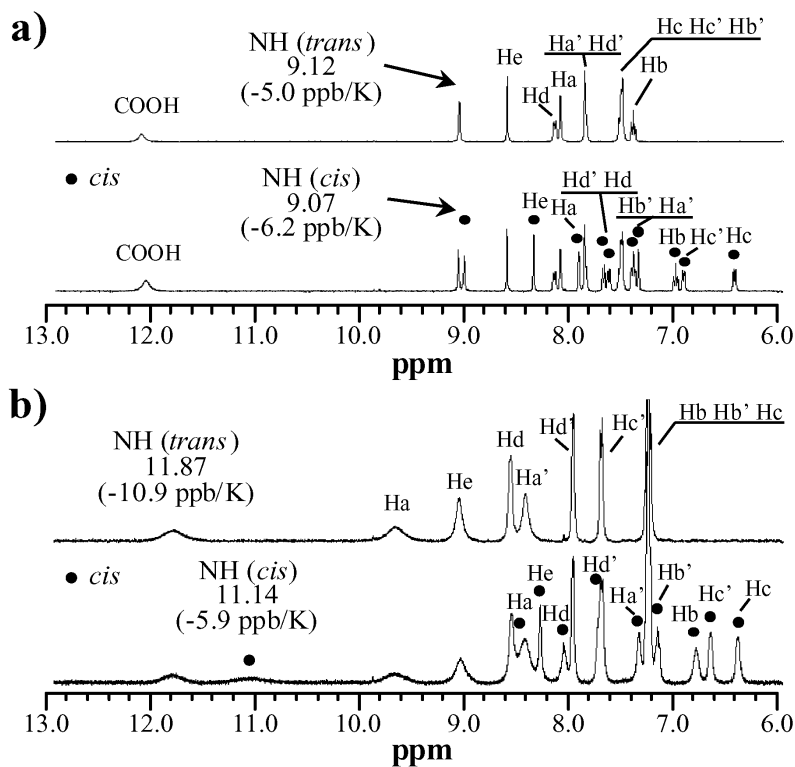 a)
NH (trans)
9.12
(-5.0 ppb/K)
COOH
He
Hd
Ha
Ha’ Hd’
Hc Hc’ Hb’
Hb
● cis
NH (cis)
9.07
(-6.2 ppb/K)
COOH
He
Ha
Hd’ Hd
Hb’ Ha’
Hb
Hc’
Hc
13.0 12.0 11.0 10.0 9.0 8.0 7.0 6.0
ppm
b)
NH (trans)
11.87
(-10.9 ppb/K)
Ha
He
Hd
Ha’
Hd’
Hc’
Hb Hb’ Hc
● cis
NH (cis)
11.14
(-5.9 ppb/K)
Ha
He
Hd
Hd’
Ha’
Hb’
Hb
Hc’
Hc
13.0 12.0 11.0 10.0 9.0 8.0 7.0 6.0
ppm